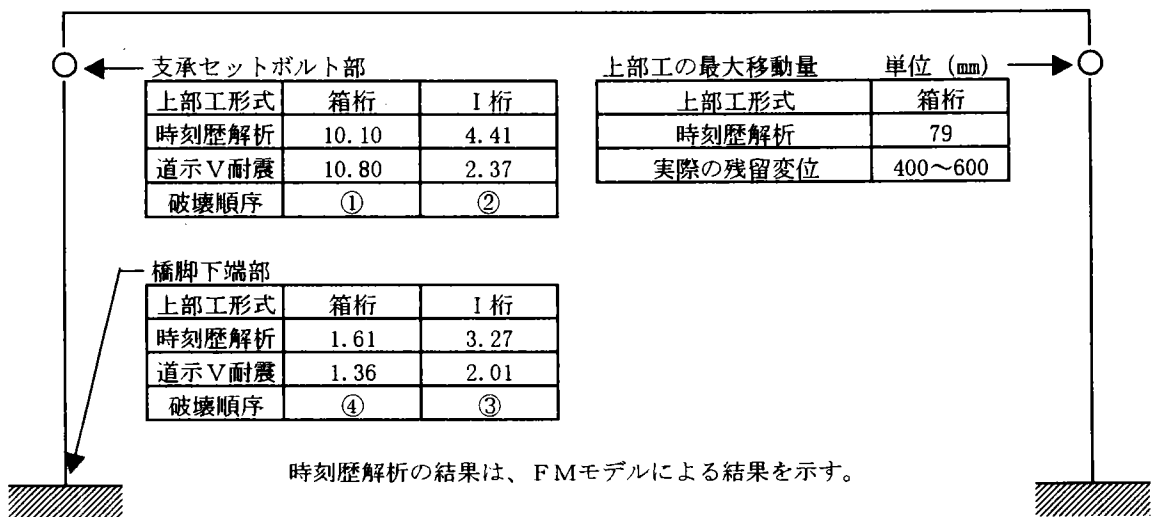 支承セットボルト部
上部工形式 箱桁 I桁
時刻歴解析 10.10 4.41
道示V耐震 10.80 2.37
破壊順序 ① ②
上部工の最大移動量 単位 (mm)
上部工形式 箱桁
時刻歴解析 79
実際の残留変位 400～600
橋脚下端部
上部工形式 箱桁 I桁
時刻歴解析 1.61 3.27
道示V耐震 1.36 2.01
破壊順序 ④ ③
時刻歴解析の結果は、FMモデルによる結果を示す。